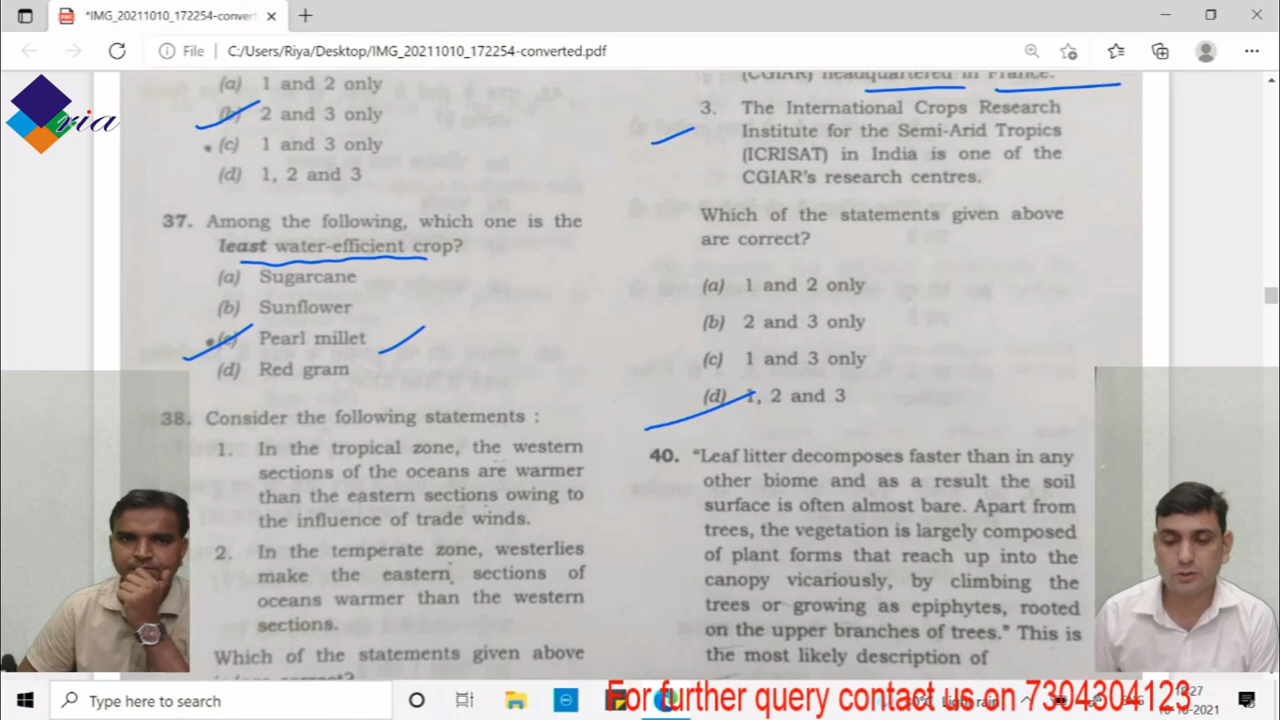 *IMG_20211010_172254-convert
File
C:/Users/Riya/Desktop/IMG_20211010_172254-converted.pdf
ria
(a) 1 and 2 only
(b) 2 and 3 only
(c) 1 and 3 only
(d) 1, 2 and 3
37. Among the following, which one is the
least water-efficient crop?
(a) Sugarcane
(b) Sunflower
(c) Pearl millet
(d) Red gram
38. Consider the following statements :
1. In the tropical zone, the western
sections of the oceans are warmer
than the eastern sections owing to
the influence of trade winds.
2. In the temperate zone, westerlies
make the eastern sections of
oceans warmer than the western
sections.
Which of the statements given above
(CGIAR) headquartered in France.
3. The International Crops Research
Institute for the Semi-Arid Tropics
(ICRISAT) in India is one of the
CGIAR's research centres.
Which of the statements given above
are correct?
(a) 1 and 2 only
(b) 2 and 3 only
(c) 1 and 3 only
(d) 1, 2 and 3
40. "Leaf litter decomposes faster than in any
other biome and as a result the soil
surface is often almost bare. Apart from
trees, the vegetation is largely composed
of plant forms that reach up into the
canopy vicariously, by climbing the
trees or growing as epiphytes, rooted
on the upper branches of trees." This is
the most likely description of
Type here to search
For further query contact us on 7304304123
Light rain
18:27
10-10-2021